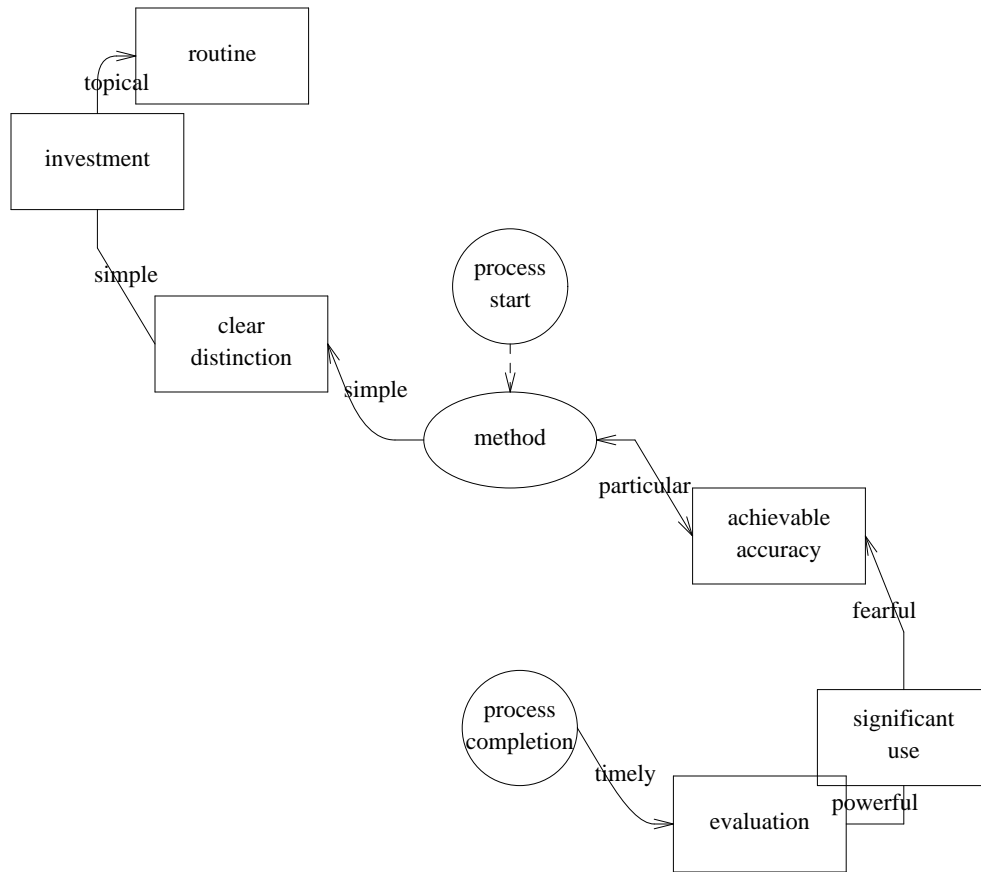 routine
topical
investment
process
start
simple
clear
distinction
simple
method
particular
achievable
accuracy
fearful
process
completion
significant
use
timely
powerful
evaluation